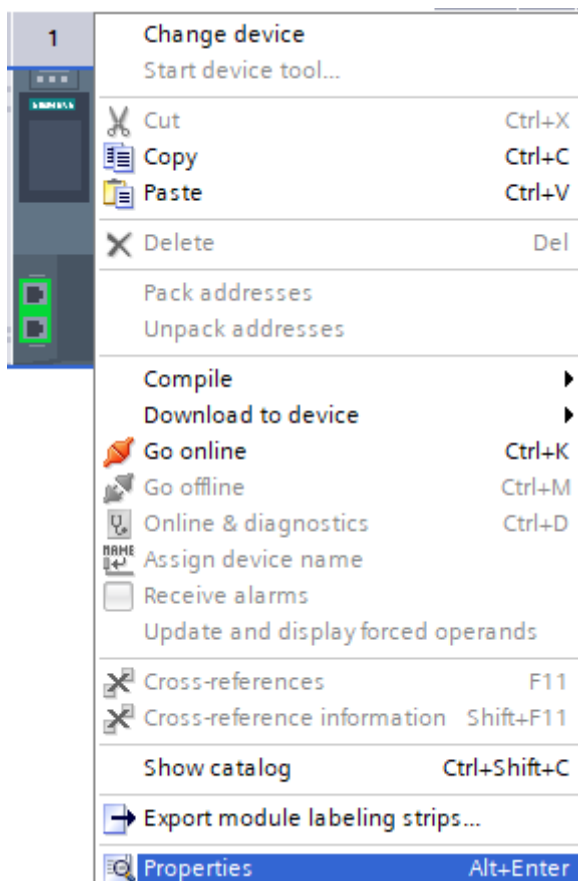 1
Change device
Start device tool...
SIEMENS
Cut Ctrl+X
Copy Ctrl+C
Paste Ctrl+V
Delete Del
Pack addresses
Unpack addresses
Compile
Download to device
Go online Ctrl+K
Go offline Ctrl+M
Online & diagnostics Ctrl+D
NAME
Assign device name
Receive alarms
Update and display forced operands
Cross-references F11
Cross-reference information Shift+F11
Show catalog Ctrl+Shift+C
Export module labeling strips...
Properties Alt+Enter